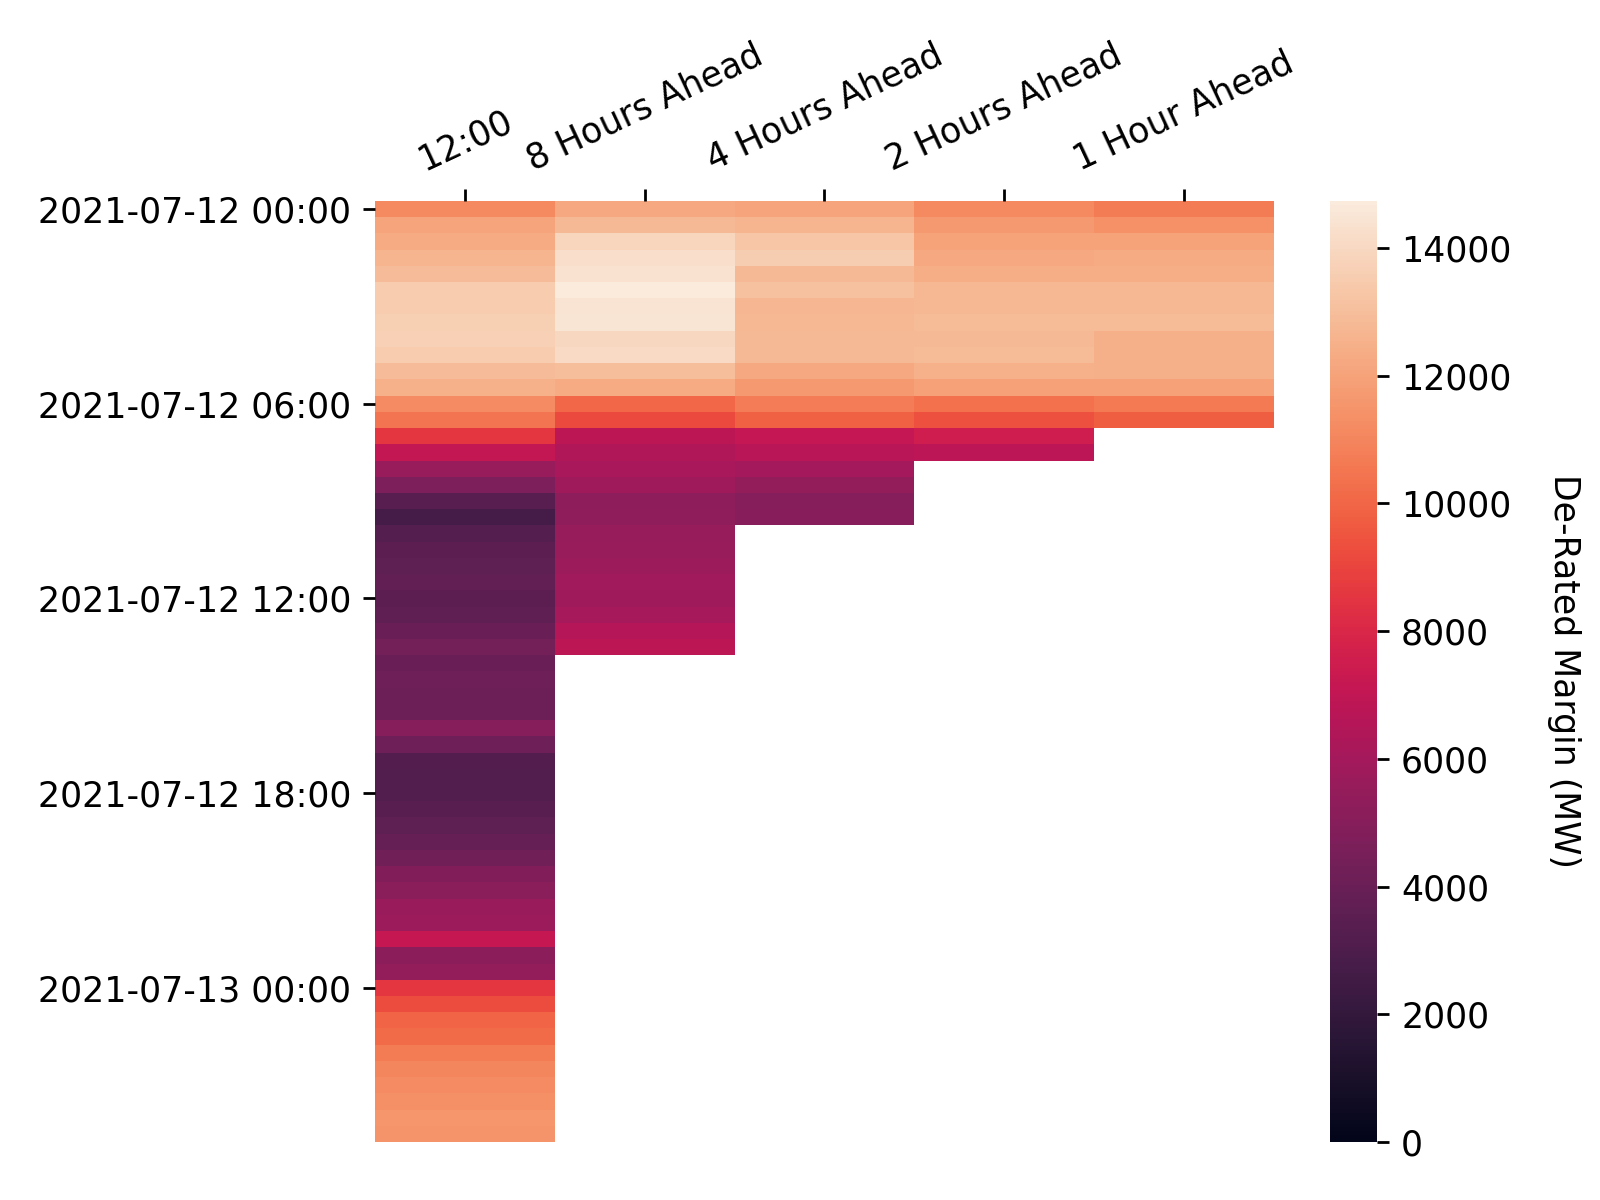 12:00
8 Hours Ahead
4 Hours Ahead
2 Hours Ahead
1 Hour Ahead
2021-07-12 00:00
2021-07-12 06:00
2021-07-12 12:00
2021-07-12 18:00
2021-07-13 00:00
14000
12000
10000
8000
6000
4000
2000
0
De-Rated Margin (MW)